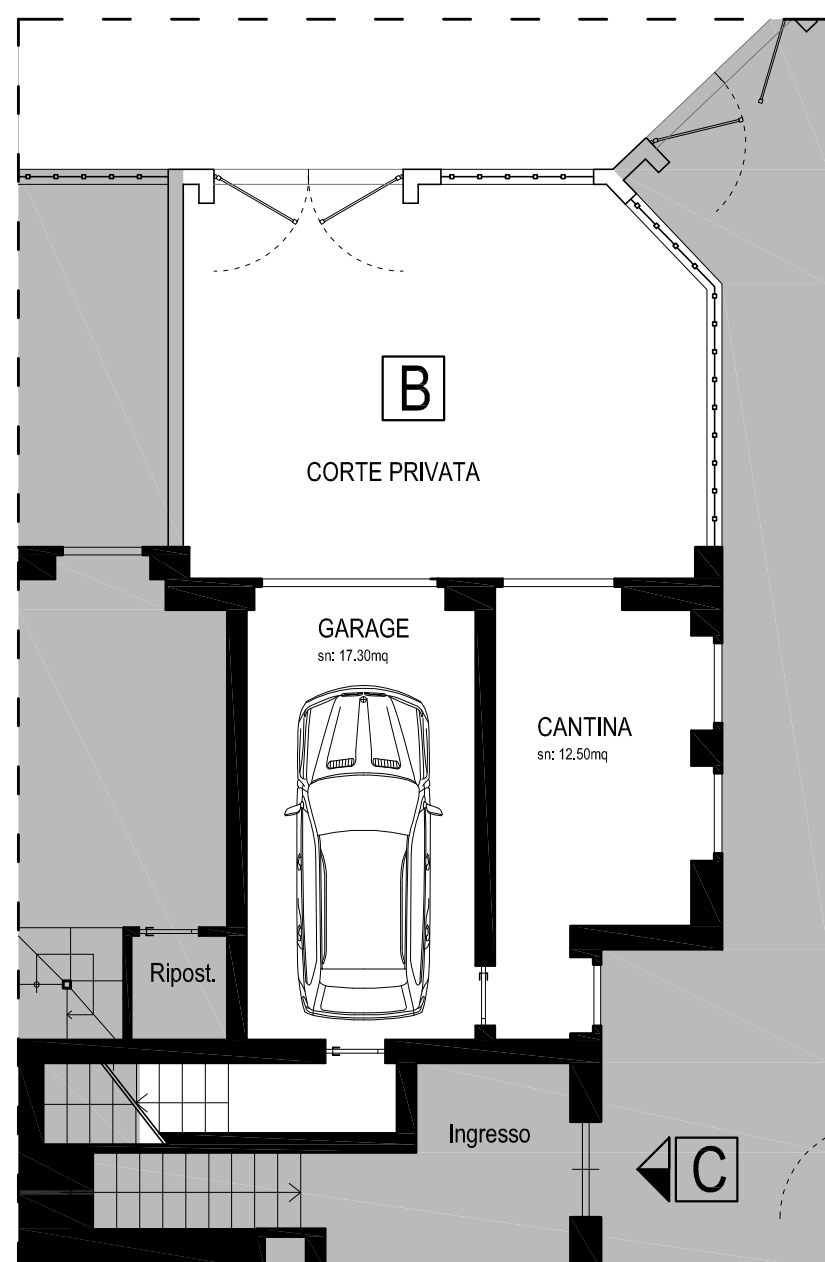 B
CORTE PRIVATA
GARAGE
sn: 17.30mq
CANTINA
sn: 12.50mq
Ripost.
Ingresso
C